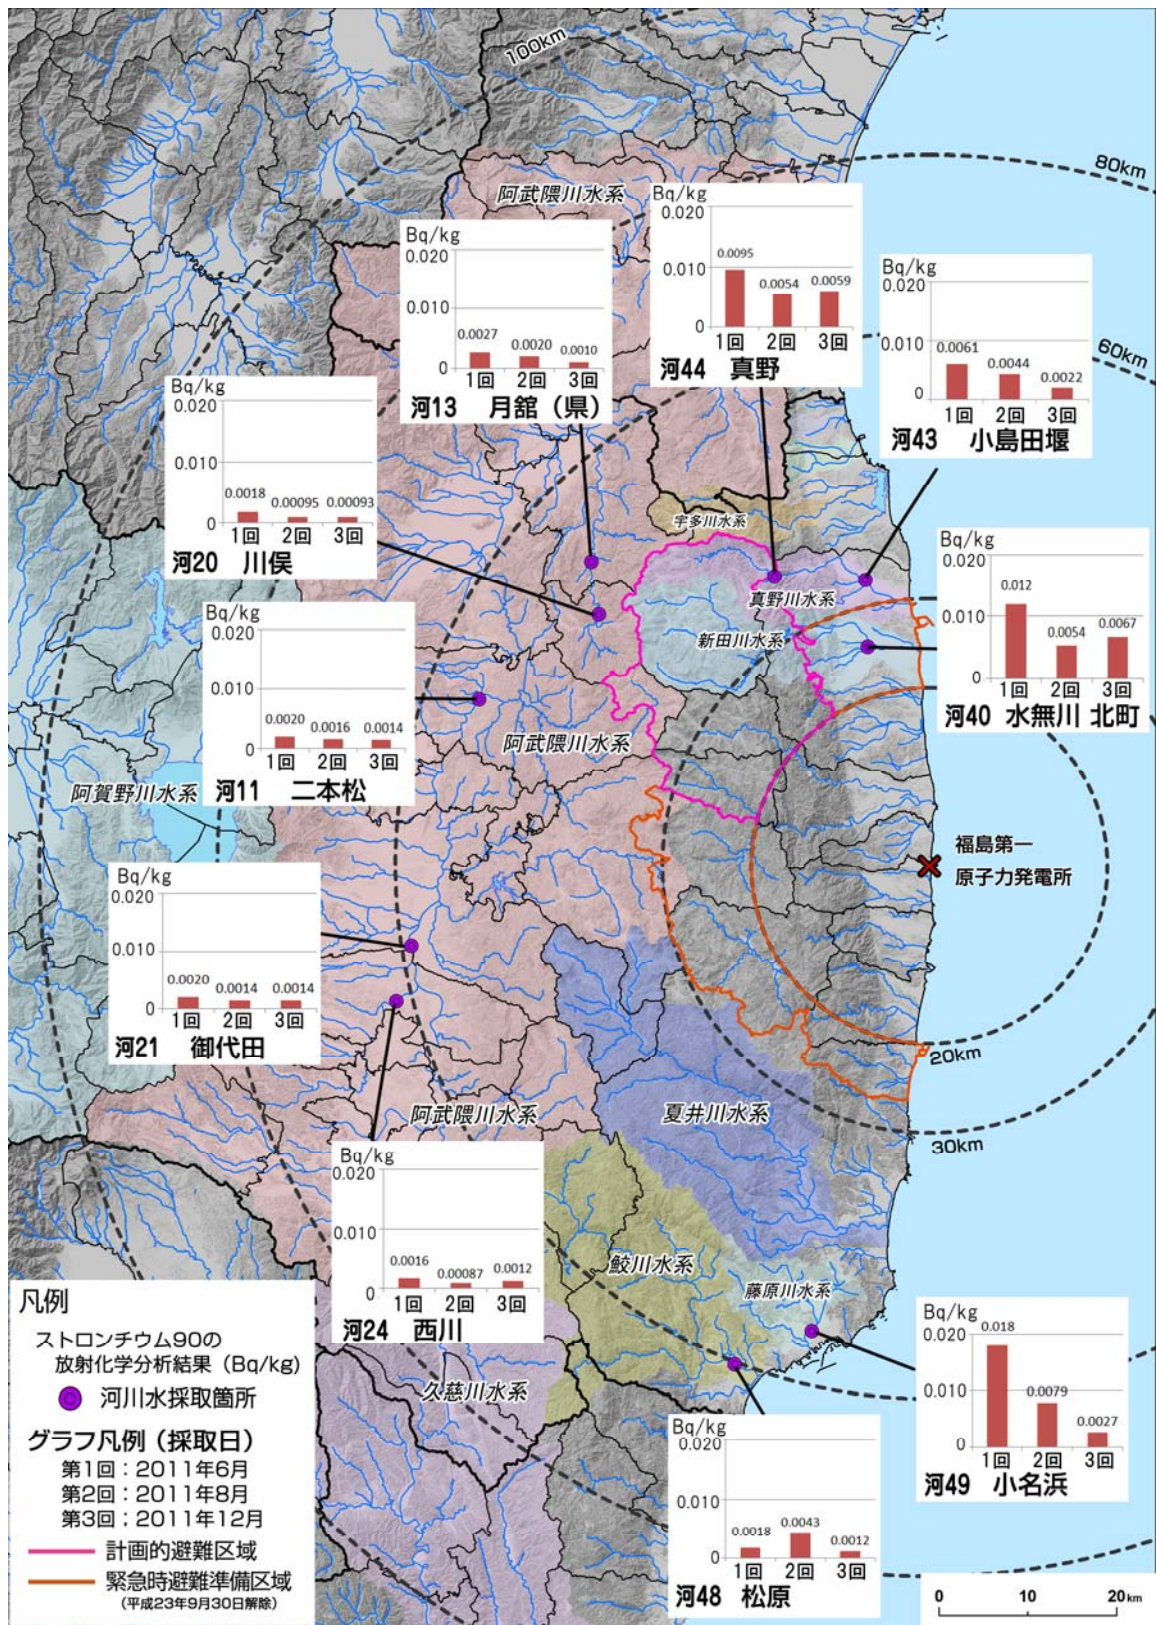 100km
80km
阿武隈川水系
Bq/kg
0.020
0.010
0
0.0095
0.0054
0.0059
1回 2回 3回
河44 真野
Bq/kg
0.020
0.010
0
0.0027
0.0020
0.0010
1回 2回 3回
河13 月舘（県）
Bq/kg
0.020
0.010
0
0.0061
0.0044
0.0022
1回 2回 3回
河43 小島田堰
60km
Bq/kg
0.020
0.010
0
0.0018
0.00095
0.00093
1回 2回 3回
河20 川俣
宇多川水系
真野川水系
新田川水系
Bq/kg
0.020
0.010
0
0.012
0.0054
0.0067
1回 2回 3回
河40 水無川 北町
Bq/kg
0.020
0.010
0
0.0020
0.0016
0.0014
1回 2回 3回
河11 二本松
阿武隈川水系
阿賀野川水系
福島第一
原子力発電所
Bq/kg
0.020
0.010
0
0.0020
0.0014
0.0014
1回 2回 3回
河21 御代田
20km
30km
阿武隈川水系
夏井川水系
Bq/kg
0.020
0.010
0
0.0016
0.00087
0.0012
1回 2回 3回
河24 西川
鮫川水系
藤原川水系
久慈川水系
Bq/kg
0.020
0.010
0
0.018
0.0079
0.0027
1回 2回 3回
河49 小名浜
Bq/kg
0.020
0.010
0
0.0018
0.0043
0.0012
1回 2回 3回
河48 松原
凡例
ストロンチウム90の
放射化学分析結果（Bq/kg）
河川水採取箇所
グラフ凡例（採取日）
第1回：2011年6月
第2回：2011年8月
第3回：2011年12月
計画的避難区域
緊急時避難準備区域
（平成23年9月30日解除）
0 10 20km